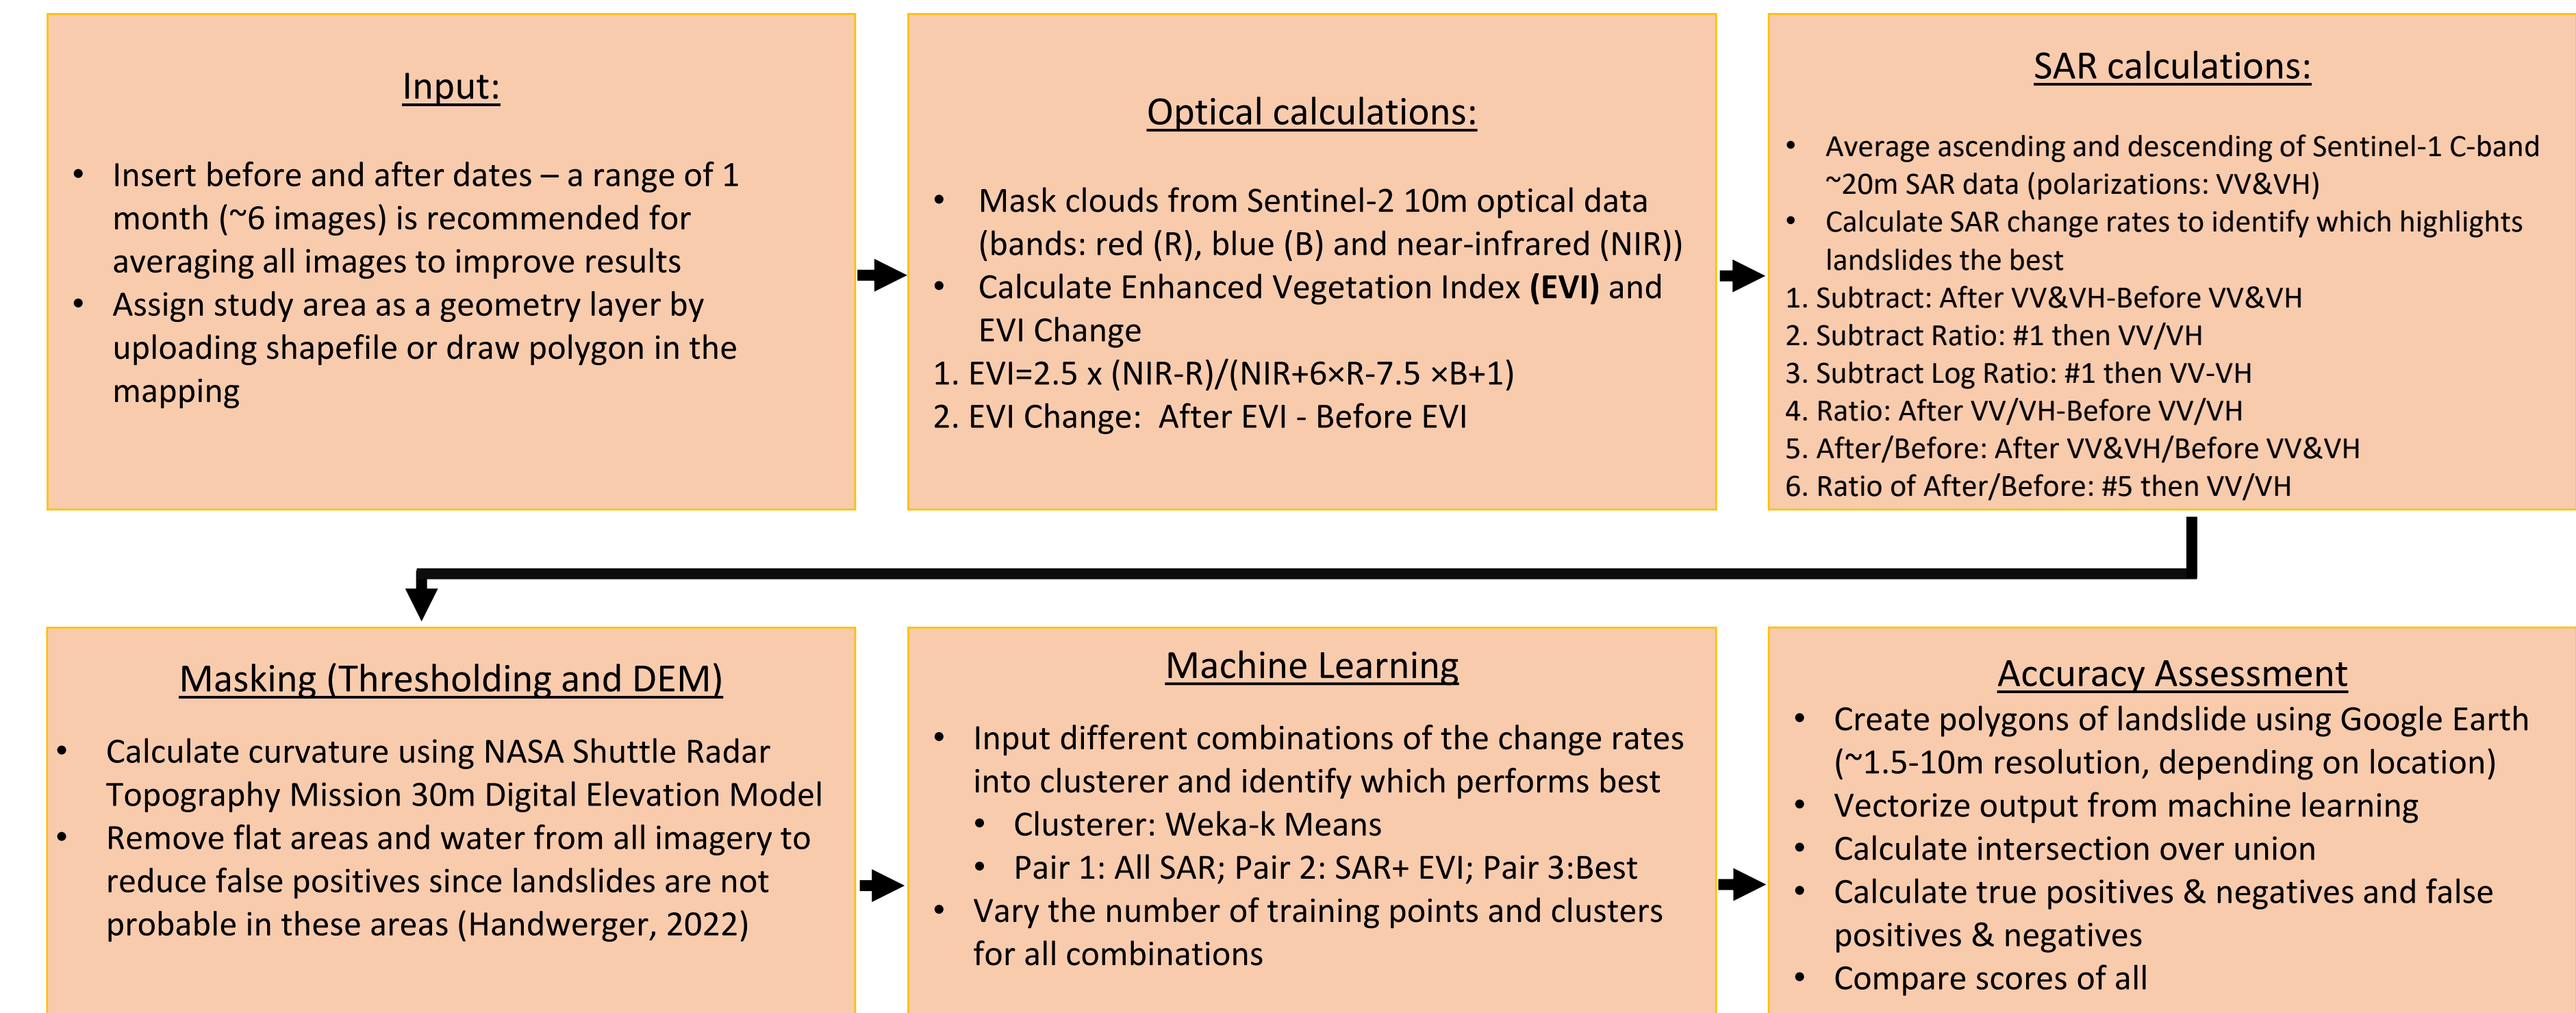 Input:
• Insert before and after dates – a range of 1
month (~6 images) is recommended for
averaging all images to improve results
• Assign study area as a geometry layer by
uploading shapefile or draw polygon in the
mapping
Optical calculations:
• Mask clouds from Sentinel-2 10m optical data
(bands: red (R), blue (B) and near-infrared (NIR))
• Calculate Enhanced Vegetation Index (EVI) and
EVI Change
1. EVI=2.5 x (NIR-R)/(NIR+6×R-7.5 ×B+1)
2. EVI Change: After EVI - Before EVI
SAR calculations:
• Average ascending and descending of Sentinel-1 C-band
~20m SAR data (polarizations: VV&VH)
• Calculate SAR change rates to identify which highlights
landslides the best
1. Subtract: After VV&VH-Before VV&VH
2. Subtract Ratio: #1 then VV/VH
3. Subtract Log Ratio: #1 then VV-VH
4. Ratio: After VV/VH-Before VV/VH
5. After/Before: After VV&VH/Before VV&VH
6. Ratio of After/Before: #5 then VV/VH
Masking (Thresholding and DEM)
• Calculate curvature using NASA Shuttle Radar
Topography Mission 30m Digital Elevation Model
• Remove flat areas and water from all imagery to
reduce false positives since landslides are not
probable in these areas (Handwerger, 2022)
Machine Learning
• Input different combinations of the change rates
into clusterer and identify which performs best
• Clusterer: Weka-k Means
• Pair 1: All SAR; Pair 2: SAR+ EVI; Pair 3:Best
• Vary the number of training points and clusters
for all combinations
Accuracy Assessment
• Create polygons of landslide using Google Earth
(~1.5-10m resolution, depending on location)
• Vectorize output from machine learning
• Calculate intersection over union
• Calculate true positives & negatives and false
positives & negatives
• Compare scores of all